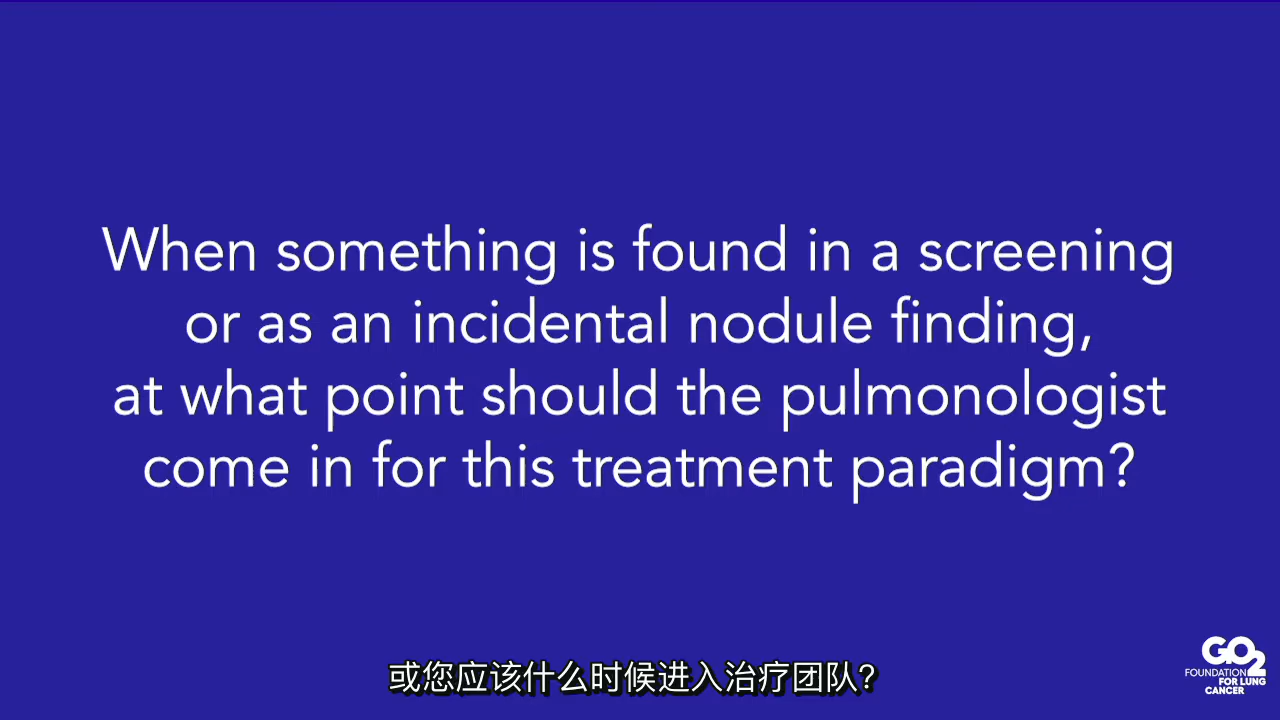 When something is found in a screening
or as an incidental nodule finding,
at what point should the pulmonologist
come in for this treatment paradigm?
或您应该什么时候进入治疗团队?
GO2
FOUNDATION
FOR LUNG
CANCER